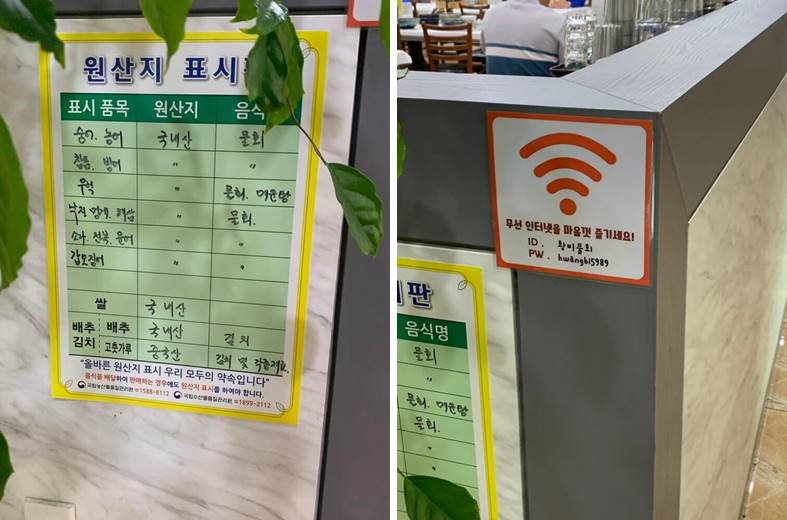 원산지 표시판
표시 품목 원산지 음식
숭어. 농어 국내산 물회
참돔. 방어 〃 〃
우럭 〃 물회. 매운탕
낙지 멍게. 해삼 〃 물회.
소라. 전복. 문어 〃 〃
갑오징어 〃 〃
쌀 국내산
배추 김치 배추 국내산 김치
고춧가루 중국산 김치 및
"올바른 원산지 표시 우리 모두의 약속입니다"
음식을 배달하여 판매하는 경우에도 원산지 표시를 하여야 합니다.
국립농산물품질관리원 ☎1588-8112 국립수산물품질관리원 ☎1899-2112
무선 인터넷을 마음껏 즐기세요!
ID . 황비물회
PW . hwangbi5989
시판
음식명
물회
〃
물회. 매운탕
물회.
〃
〃